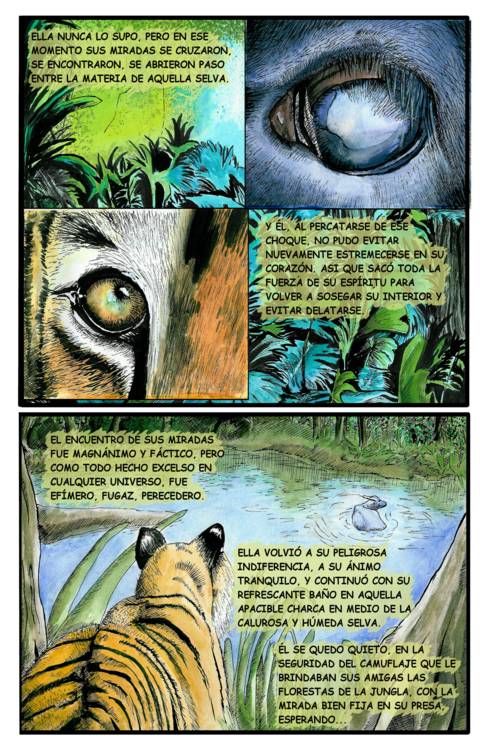 ELLA NUNCA LO SUPO, PERO EN ESE
MOMENTO SUS MIRADAS SE CRUZARON,
SE ENCONTRARON, SE ABRIERON PASO
ENTRE LA MATERIA DE AQUELLA SELVA.
Y ÉL, AL PERCATARSE DE ESE
CHOQUE, NO PUDO EVITAR
NUEVAMENTE ESTREMECERSE EN SU
CORAZÓN. ASI QUE SACÓ TODA LA
FUERZA DE SU ESPÍRITU PARA
VOLVER A SOSEGAR SU INTERIOR Y
EVITAR DELATARSE.
EL ENCUENTRO DE SUS MIRADAS
FUE MAGNÁNIMO Y FÁCTICO, PERO
COMO TODO HECHO EXCELSO EN
CUALQUIER UNIVERSO, FUE
EFÍMERO, FUGAZ, PERECEDERO.
ELLA VOLVIÓ A SU PELIGROSA
INDIFERENCIA, A SU ÁNIMO
TRANQUILO, Y CONTINUÓ CON SU
REFRESCANTE BAÑO EN AQUELLA
APACIBLE CHARCA EN MEDIO DE LA
CALUROSA Y HÚMEDA SELVA.
ÉL SE QUEDO QUIETO, EN LA
SEGURIDAD DEL CAMUFLAJE QUE LE
BRINDABAN SUS AMIGAS LAS
FLORESTAS DE LA JUNGLA, CON LA
MIRADA BIEN FIJA EN SU PRESA,
ESPERANDO...